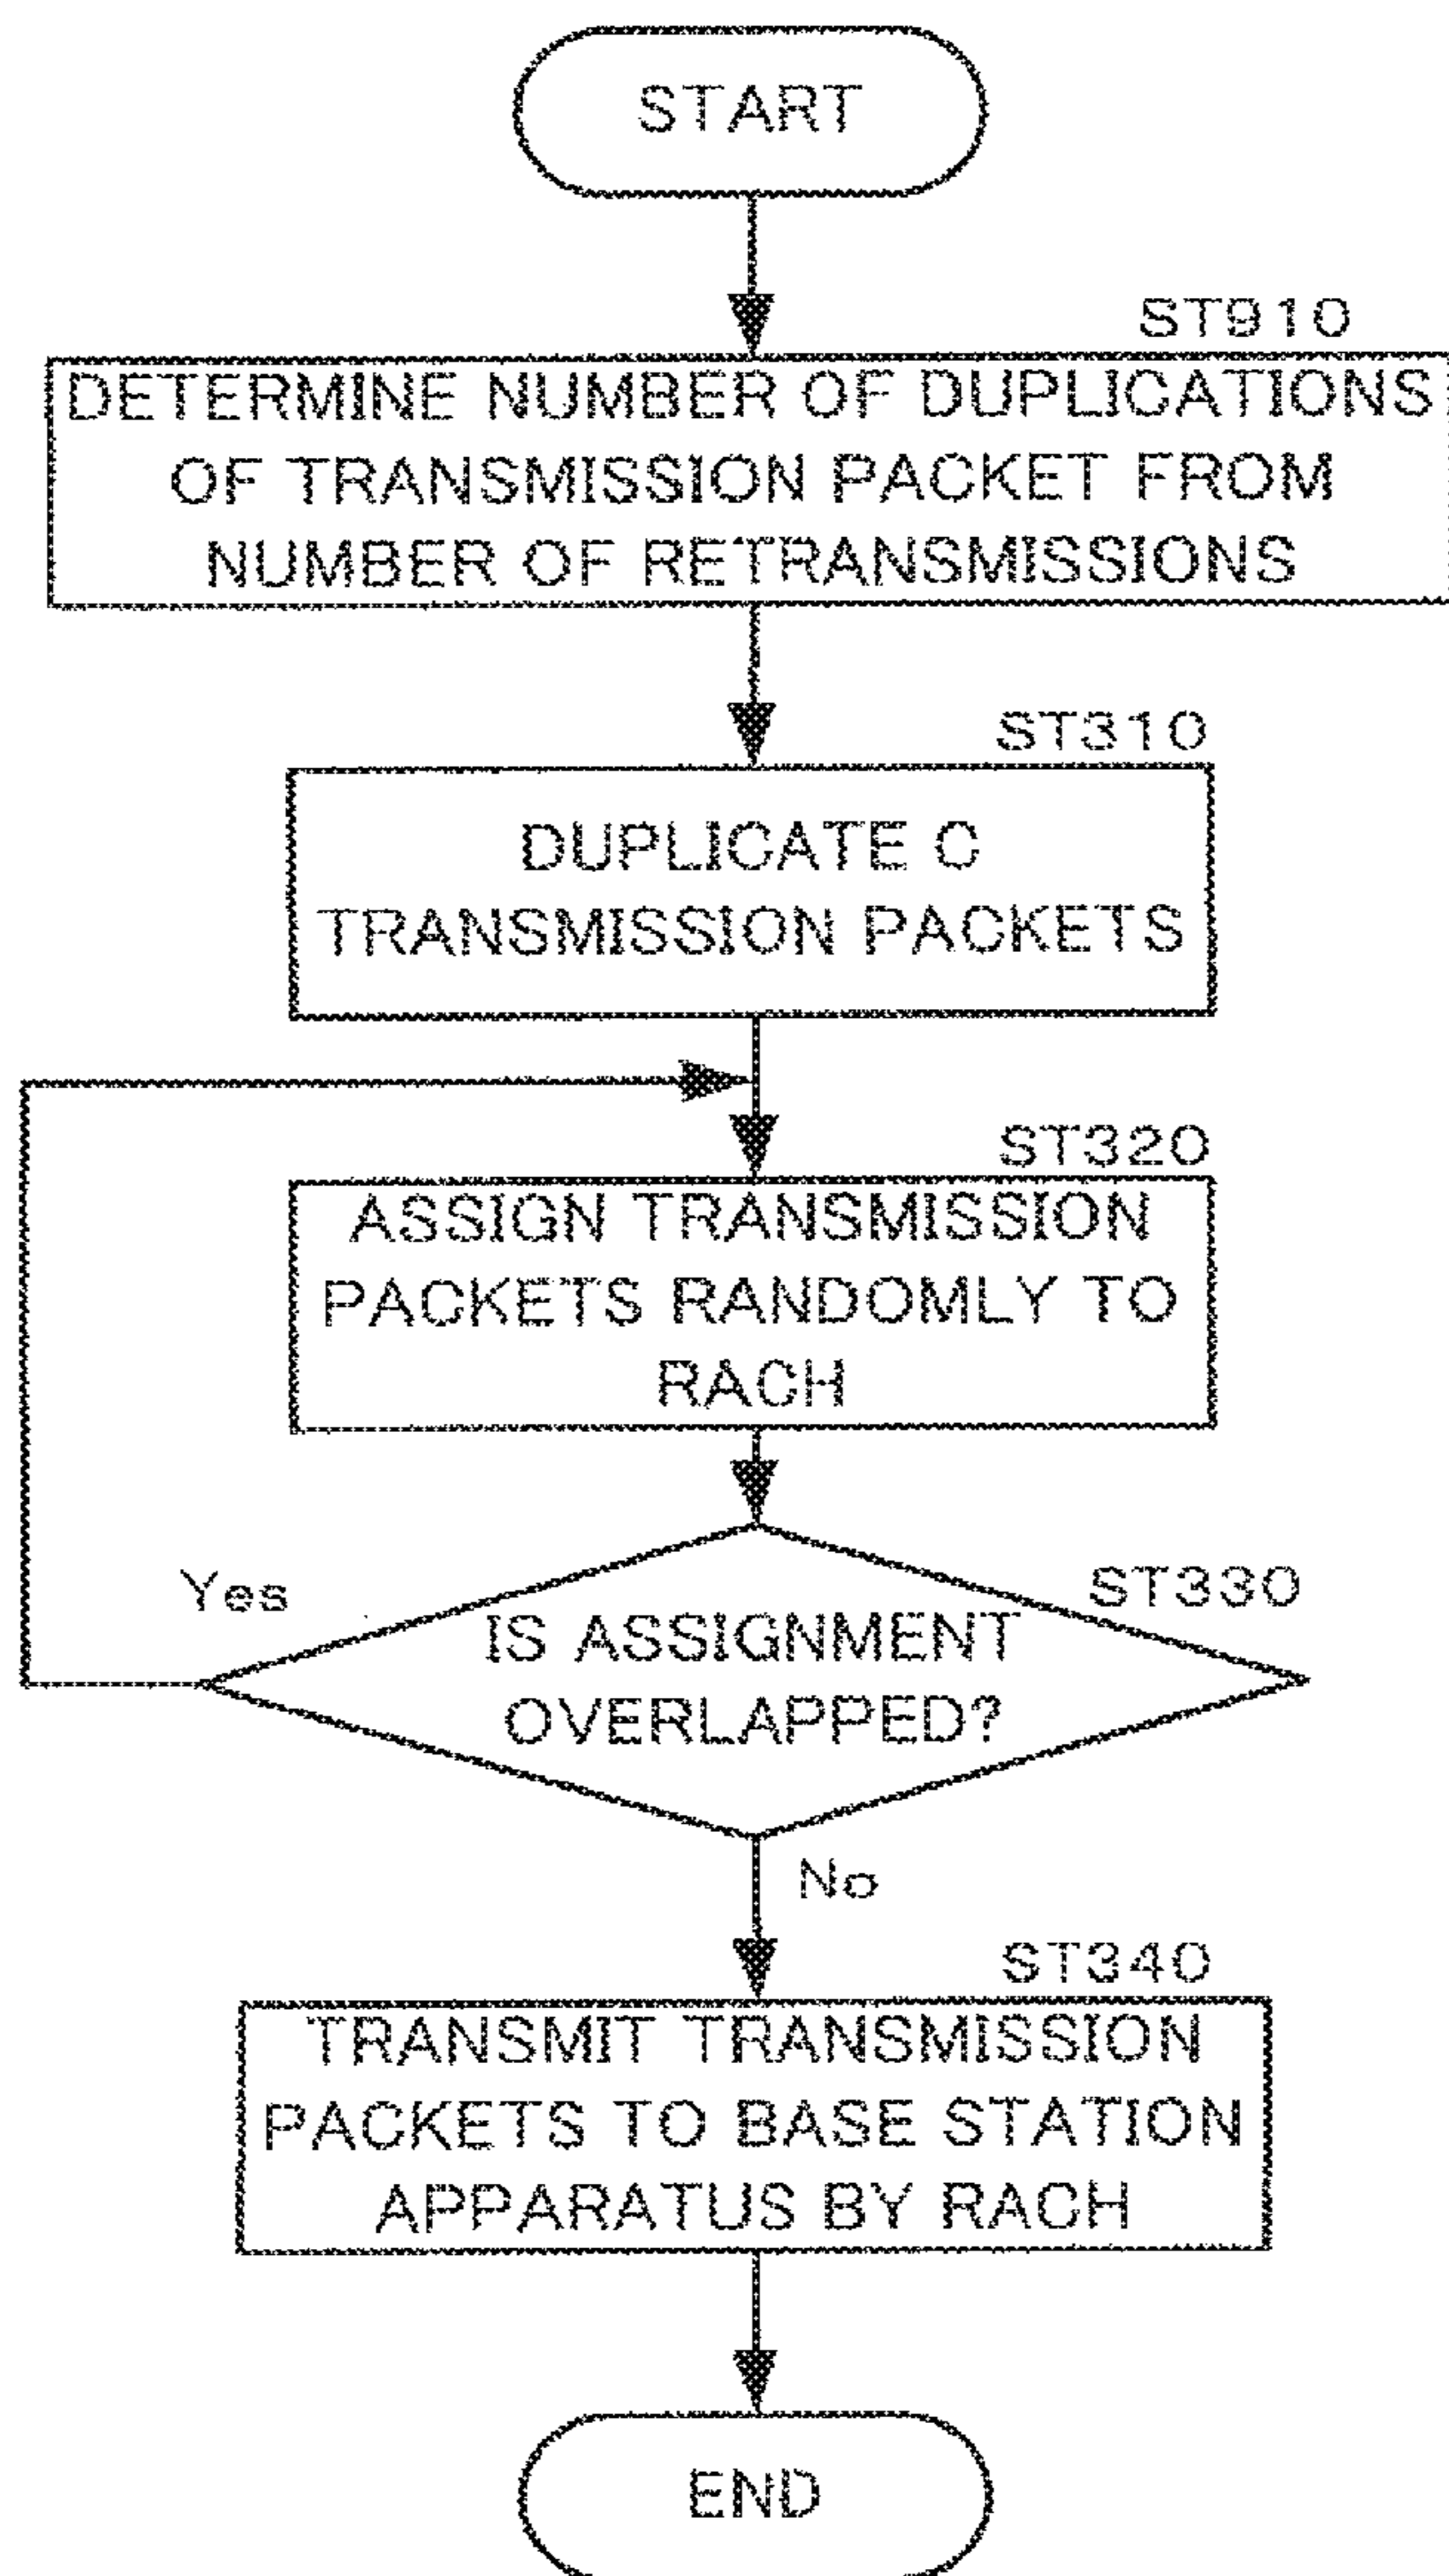 START
ST910
DETERMINE NUMBER OF DUPLICATIONS
OF TRANSMISSION PACKET FROM
NUMBER OF RETRANSMISSIONS
ST310
DUPLICATE C
TRANSMISSION PACKETS
ST320
ASSIGN TRANSMISSION
PACKETS RANDOMLY TO
RACH
Yes
ST330
IS ASSIGNMENT
OVERLAPPED?
No
ST340
TRANSMIT TRANSMISSION
PACKETS TO BASE STATION
APPARATUS BY RACH
END